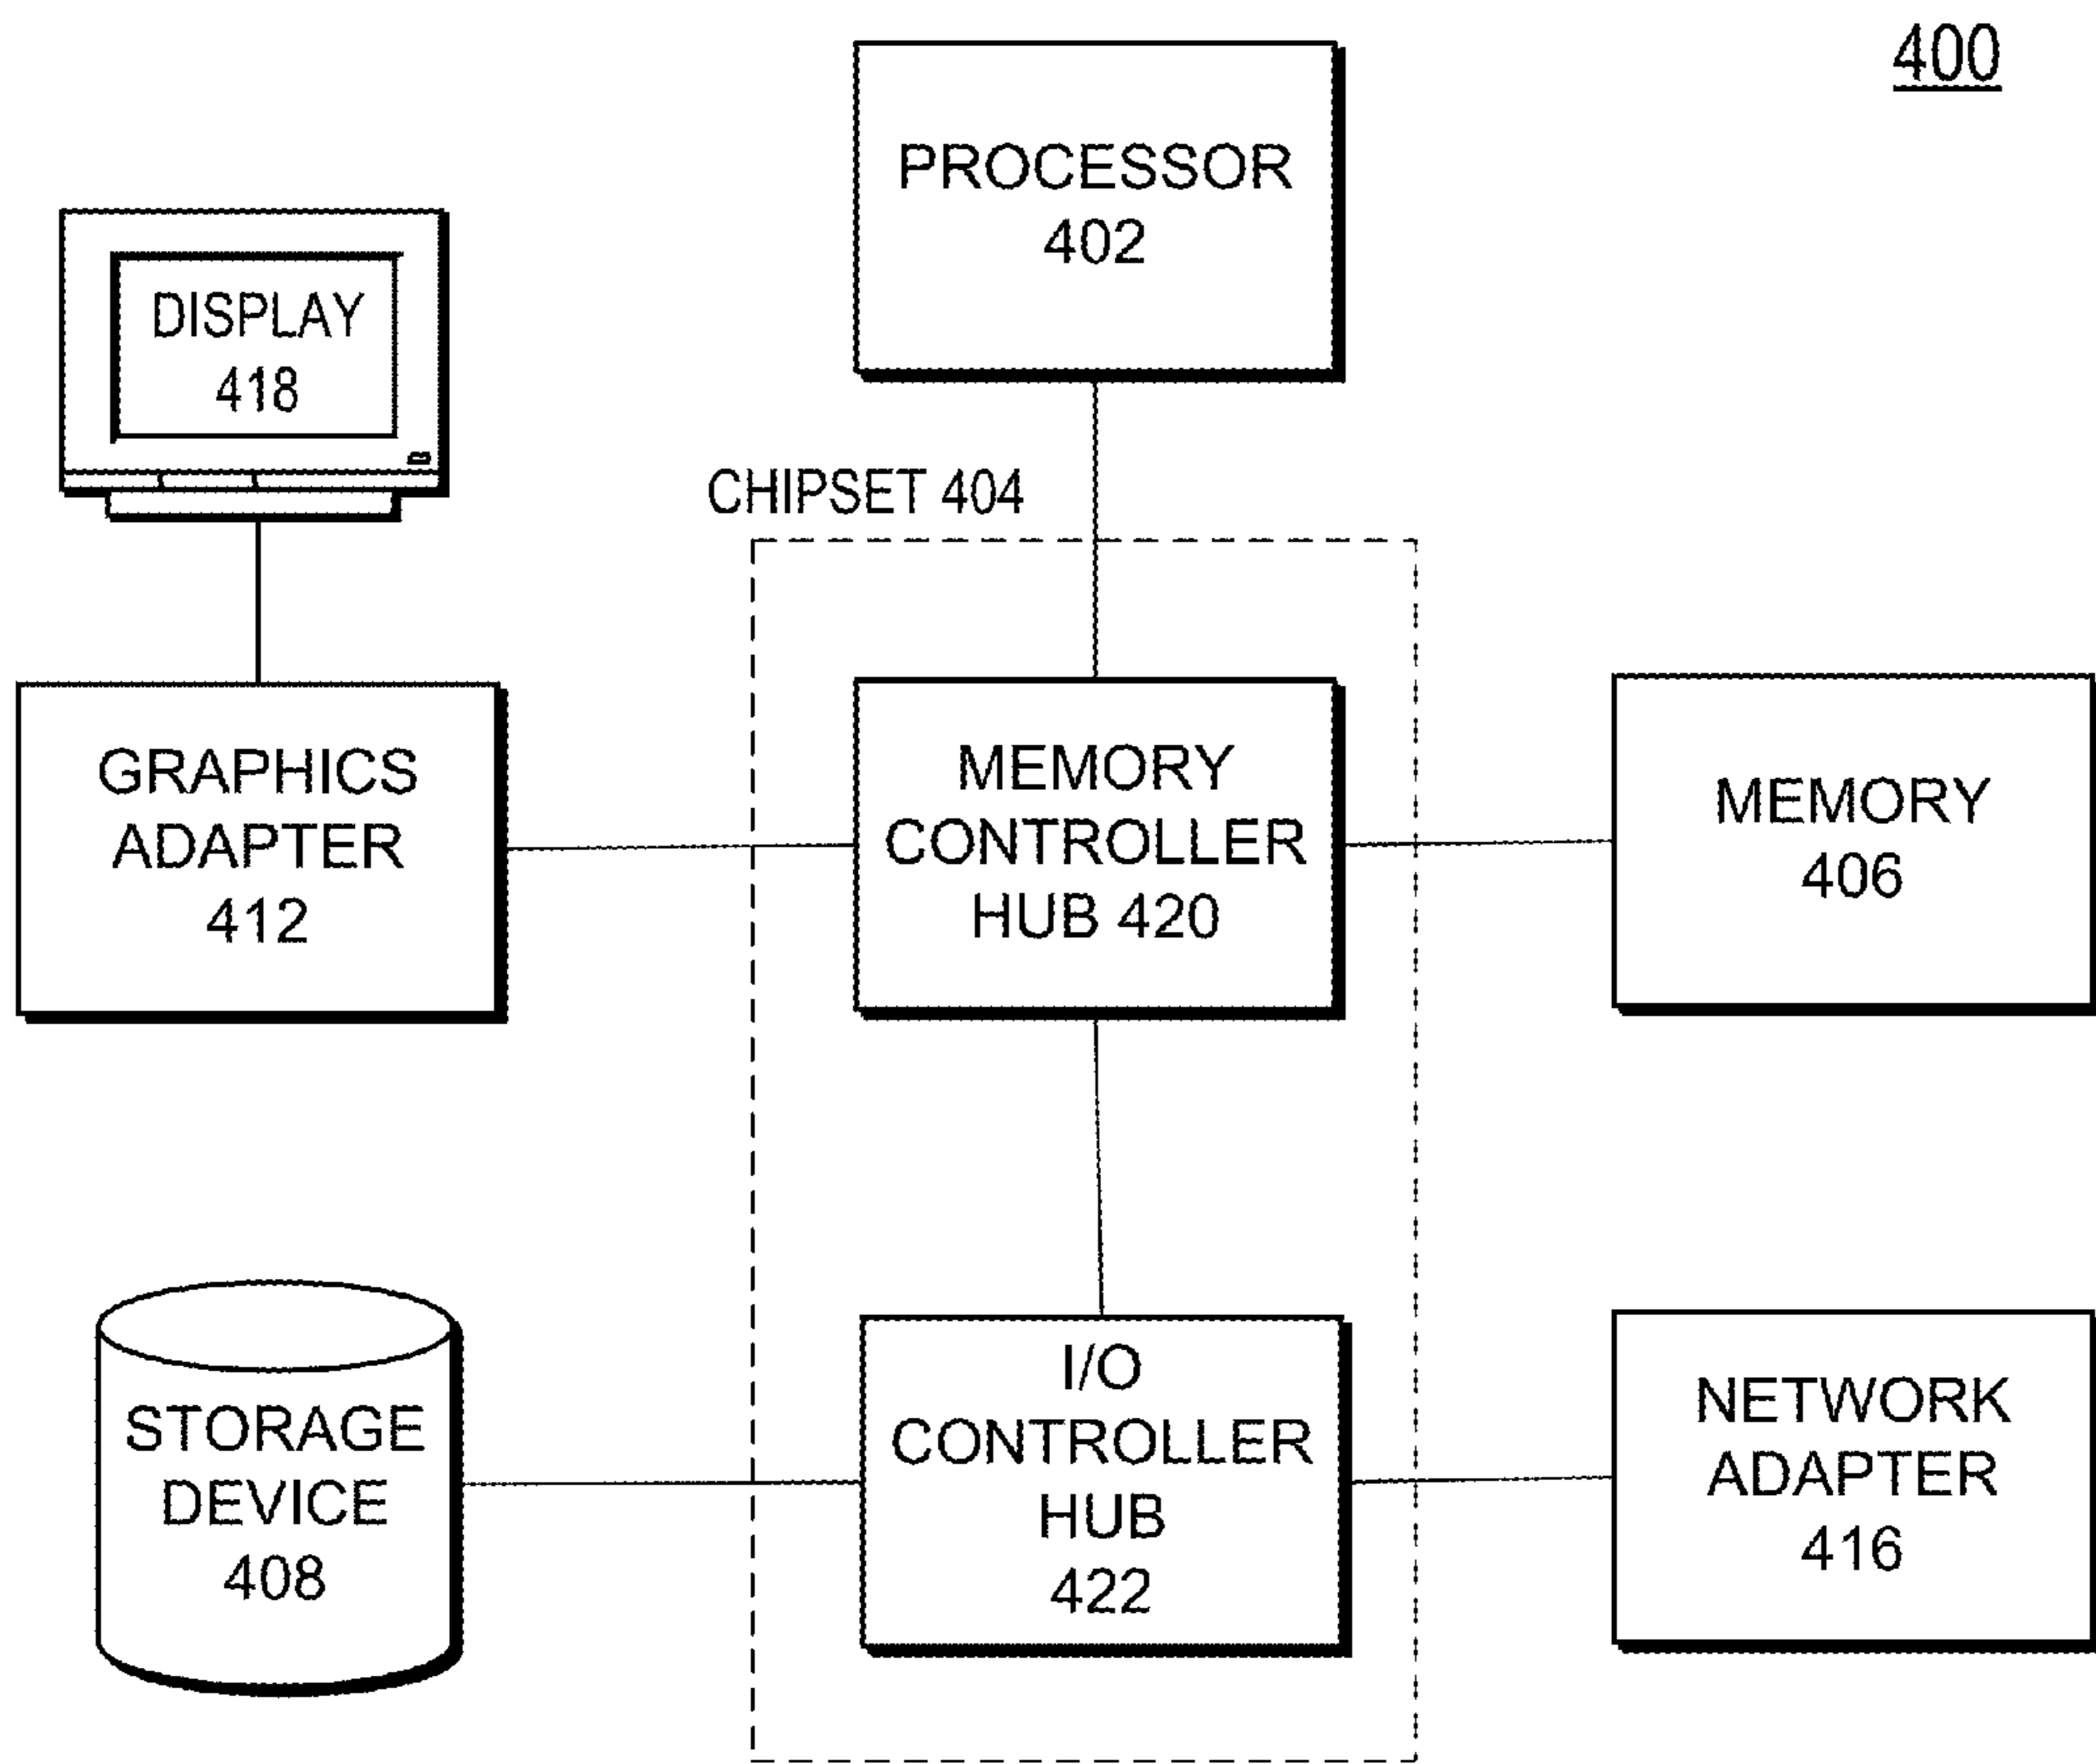 400
PROCESSOR
402
DISPLAY
418
CHIPSET 404
GRAPHICS
ADAPTER
412
MEMORY
CONTROLLER
HUB 420
MEMORY
406
STORAGE
DEVICE
408
I/O
CONTROLLER
HUB
422
NETWORK
ADAPTER
416